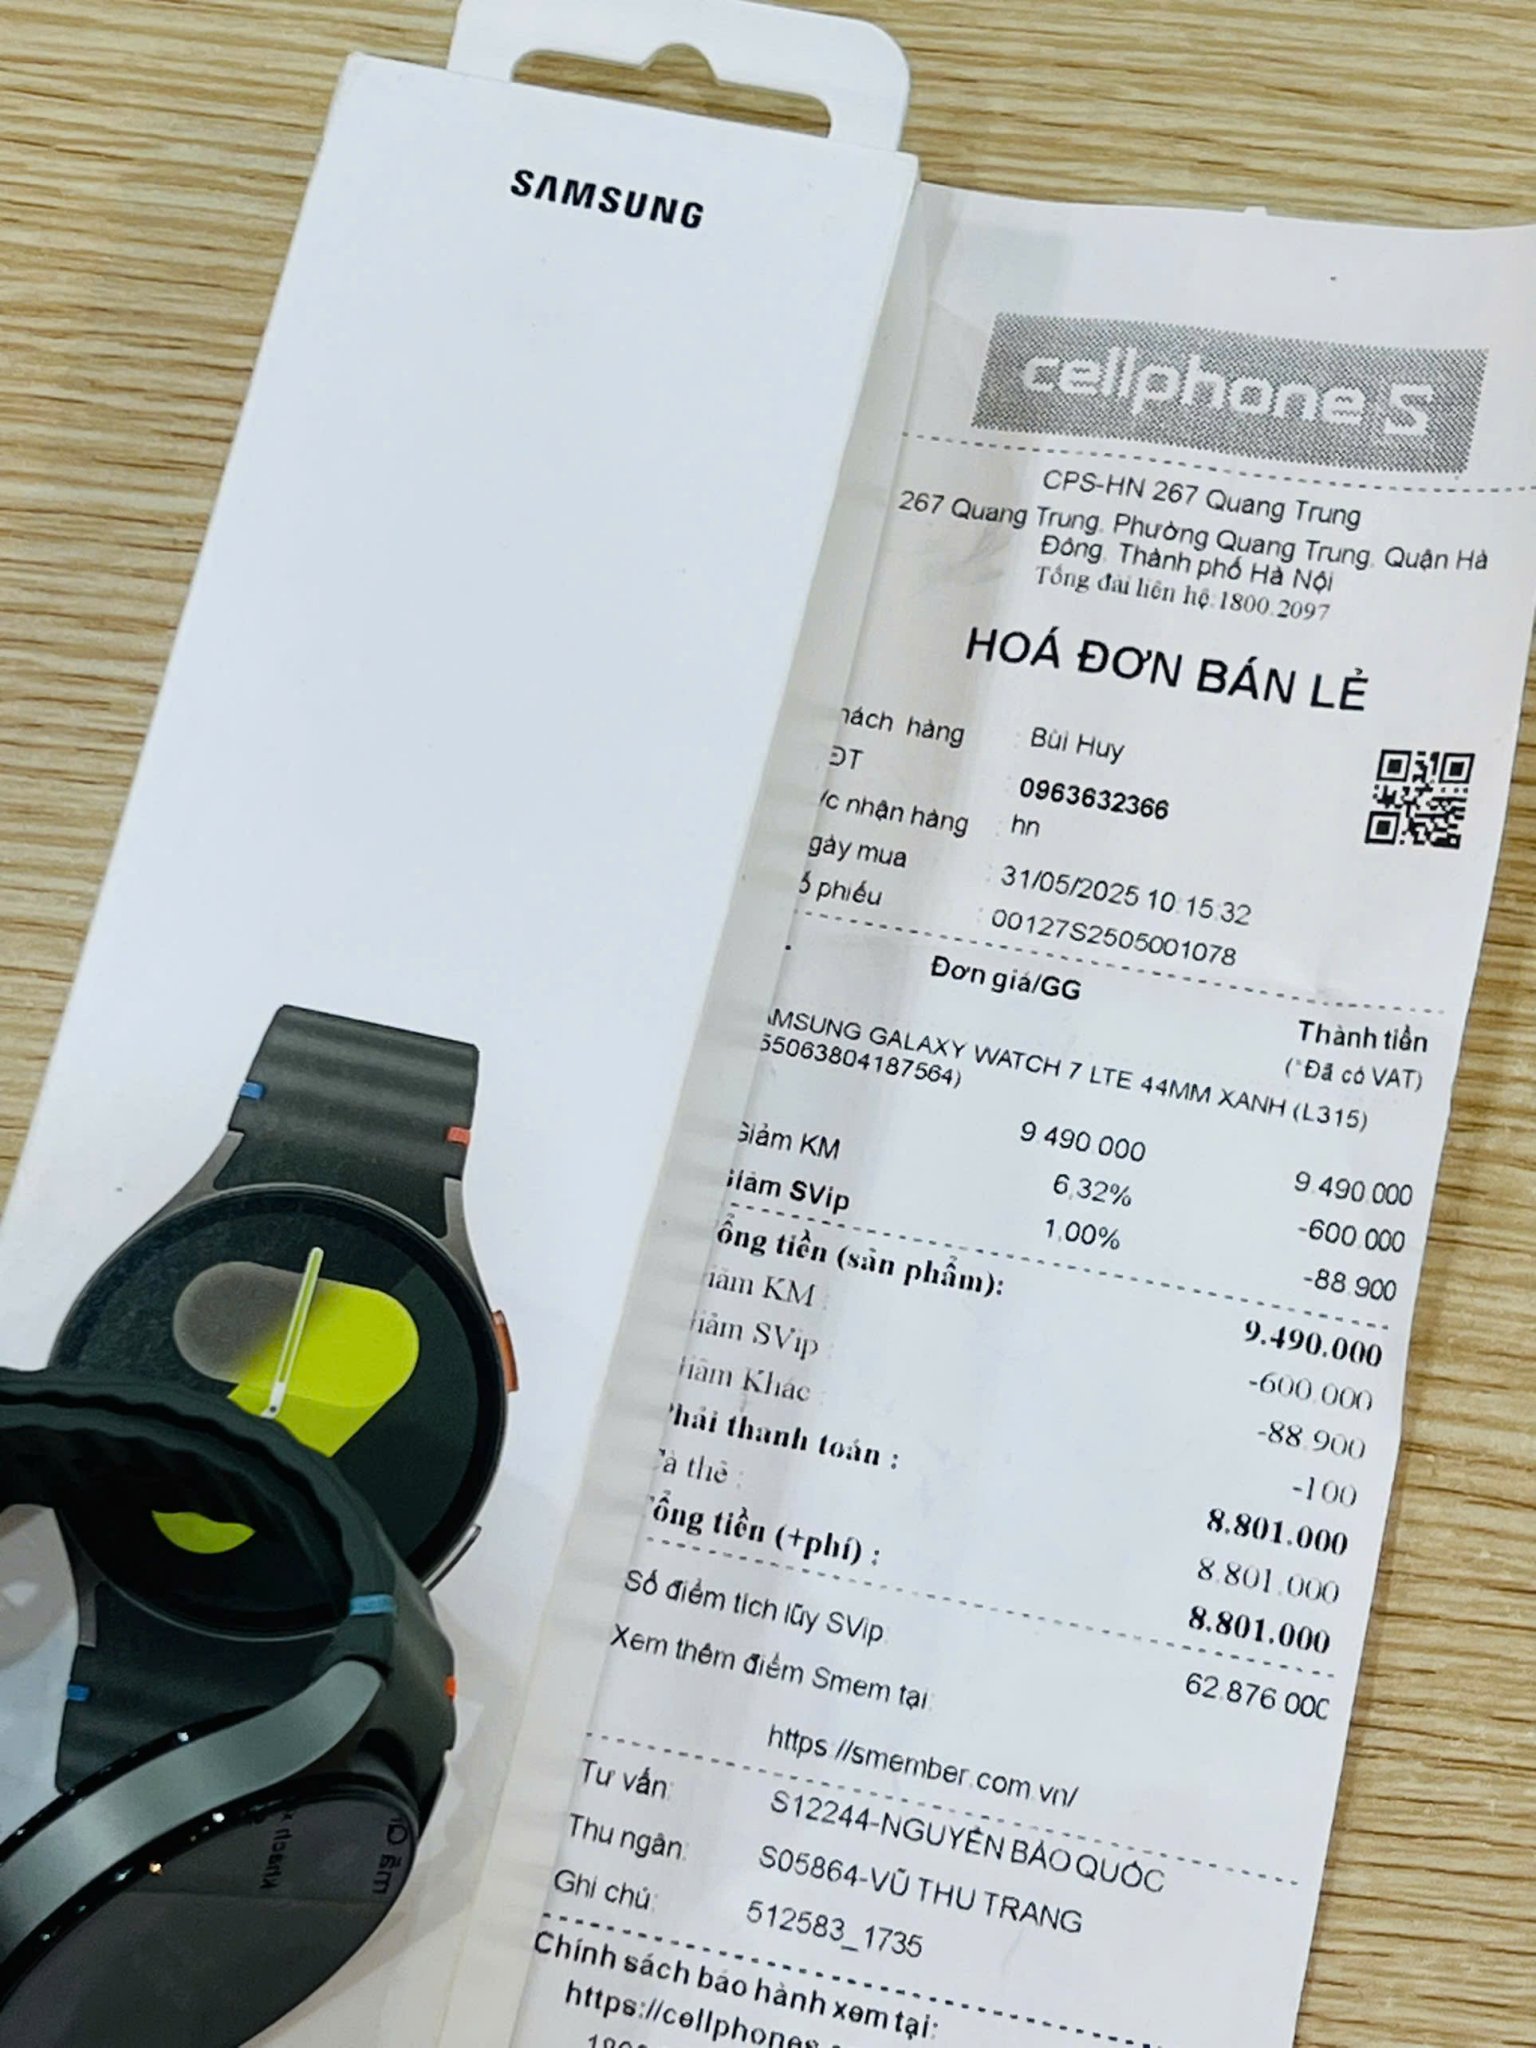 SAMSUNG
cellphoneS
CPS-HN 267 Quang Trung
267 Quang Trung, Phường Quang Trung, Quận Hà
Đông, Thành phố Hà Nội
Tổng đài liên hệ:1800.2097
HOÁ ĐƠN BÁN LẺ
hách hàng : Bùi Huy
ĐT : 0963632366
/c nhận hàng : hn
gày mua : 31/05/2025 10:15:32
ố phiếu : 00127S2505001078
Đơn giá/GG Thành tiền
(*Đã có VAT)
AMSUNG GALAXY WATCH 7 LTE 44MM XANH (L315)
55063804187564)
9.490.000 9.490.000
Giảm KM 6,32% -600.000
Giảm SVip 1,00% -88.900
ổng tiền (sản phẩm): 9.490.000
iảm KM : -600.000
iảm SVip : -88.900
iảm Khác : -100
Phải thanh toán : 8.801.000
Cà thẻ : 8.801.000
Tổng tiền (+phí) : 8.801.000
Số điểm tích lũy SVip: 62.876.000
Xem thêm điểm Smem tại:
https://smember.com.vn/
Tư vấn: S12244-NGUYỄN BẢO QUỐC
Thu ngân: S05864-VŨ THU TRANG
Ghi chú: 512583_1735
Chính sách bảo hành xem tại:
https://cellphones.